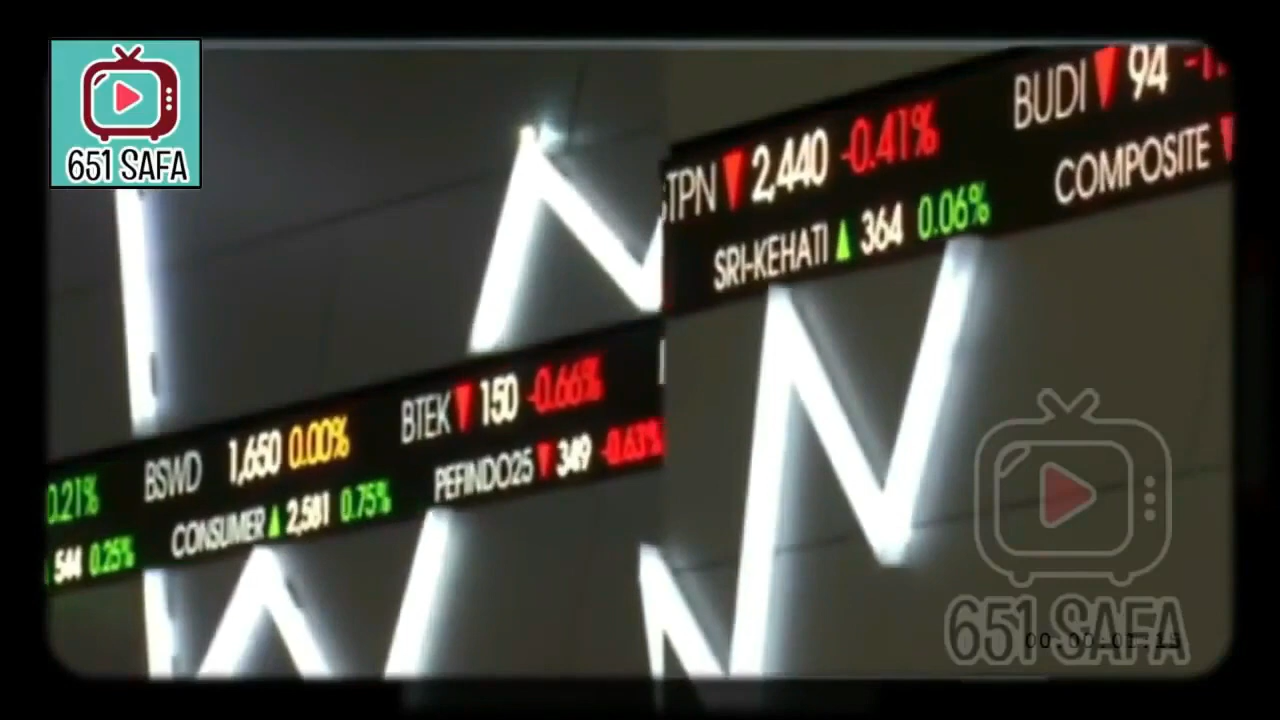 651 SAFA
BUDI ▼ 94
TPN ▼ 2,440 -0.41%
COMPOSITE ▼
SRI-KEHATI ▲ 364 0.06%
BTEK ▼ 150 -0.66%
0.21% BSWD 1,650 0.00%
PEFINDO25 ▼ 349 -0.63%
544 0.25% CONSUMER ▲ 2,581 0.75%
651 SAFA